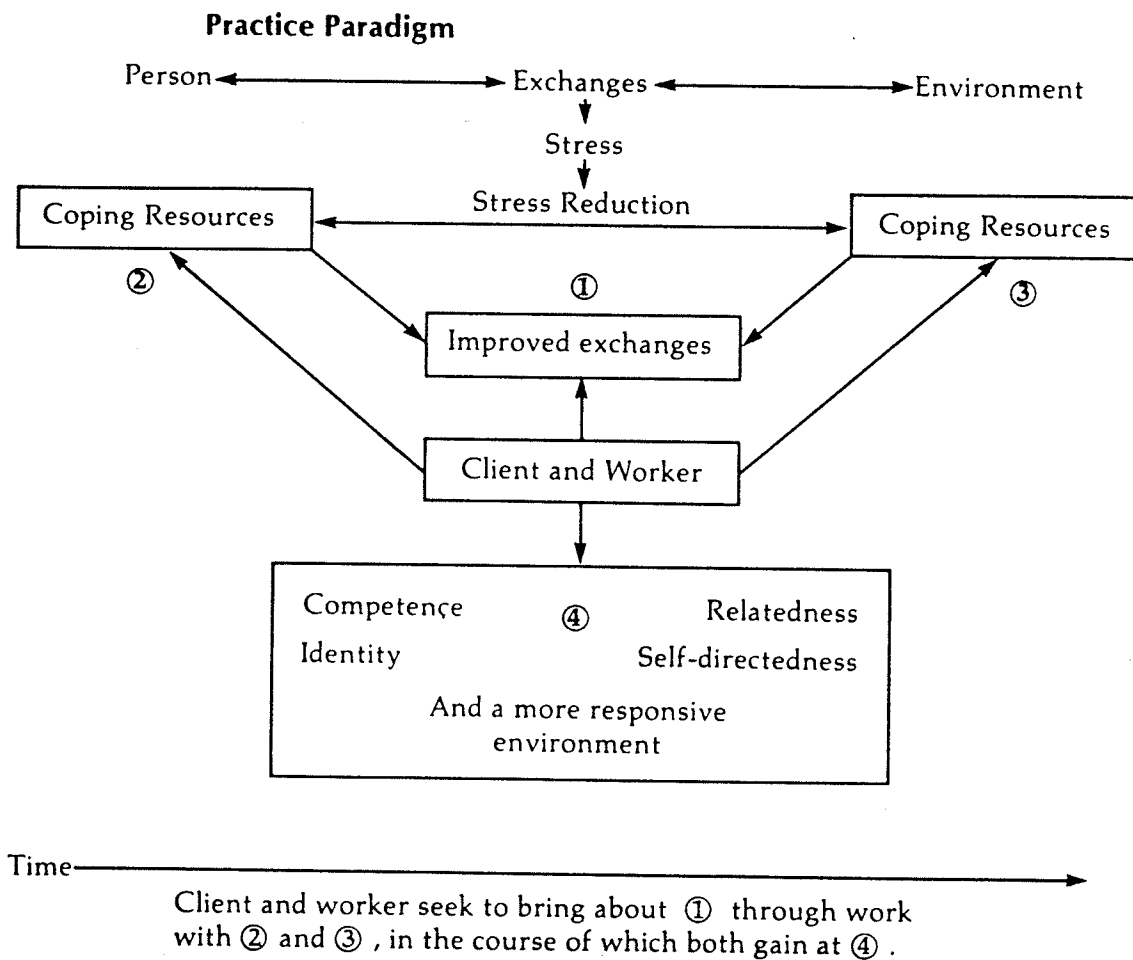 Practice Paradigm
Person Exchanges Environment
Stress
Stress Reduction
Coping Resources Coping Resources
② ① ③
Improved exchanges
Client and Worker
Competence ④ Relatedness
Identity Self-directedness
And a more responsive
environment
Time
Client and worker seek to bring about ① through work
with ② and ③ , in the course of which both gain at ④ .